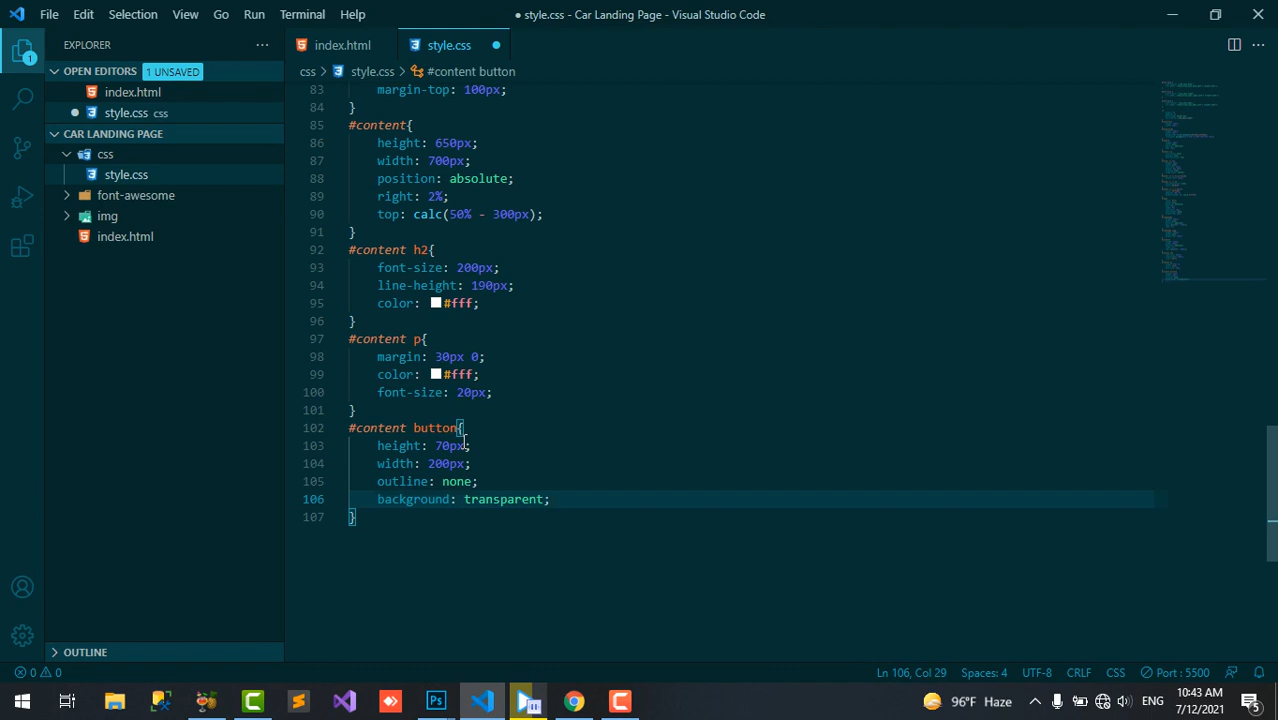 File Edit Selection View Go Run Terminal Help
● style.css - Car Landing Page - Visual Studio Code
EXPLORER
OPEN EDITORS 1 UNSAVED
index.html
style.css css
CAR LANDING PAGE
css
style.css
font-awesome
img
index.html
OUTLINE
1
index.html style.css
css > style.css > #content button
83 margin-top: 100px;
84 }
85 #content{
86 height: 650px;
87 width: 700px;
88 position: absolute;
89 right: 2%;
90 top: calc(50% - 300px);
91 }
92 #content h2{
93 font-size: 200px;
94 line-height: 190px;
95 color: #fff;
96 }
97 #content p{
98 margin: 30px 0;
99 color: #fff;
100 font-size: 20px;
101 }
102 #content button{
103 height: 70px;
104 width: 200px;
105 outline: none;
106 background: transparent;
107 }
0 0
Ln 106, Col 29 Spaces: 4 UTF-8 CRLF CSS Port : 5500
Ps
96°F Haze ENG
10:43 AM
7/12/2021
5